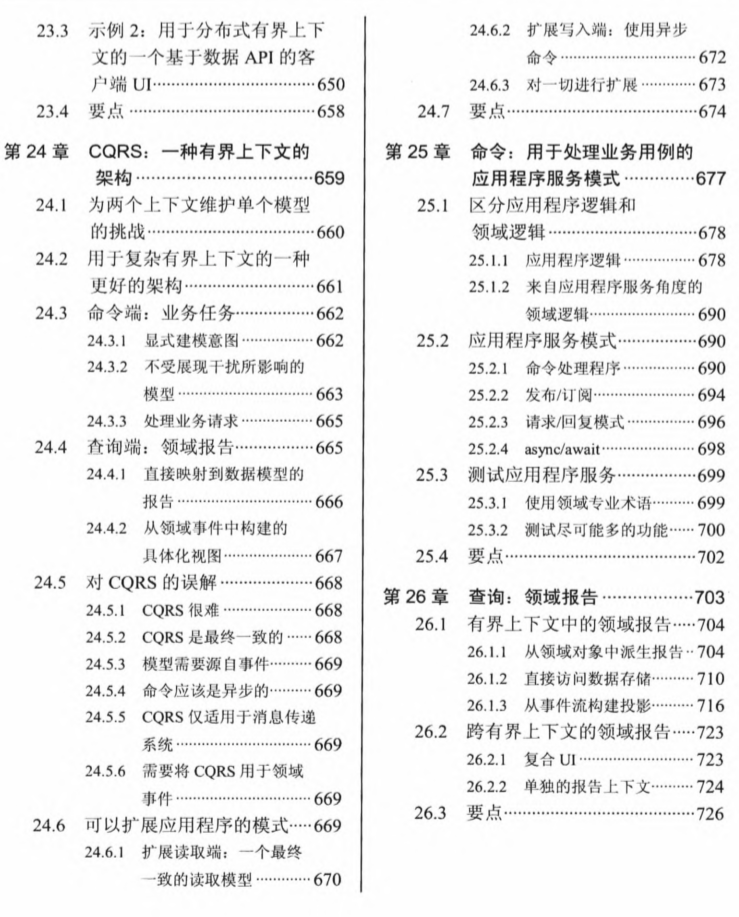 23.3 示例 2：用于分布式有界上下
文的一个基于数据 API 的客
户端 UI································650
23.4 要点 ·································658
第 24 章 CQRS：一种有界上下文的
架构·······························659
24.1 为两个上下文维护单个模型
的挑战································660
24.2 用于复杂有界上下文的一种
更好的架构·························661
24.3 命令端：业务任务···············662
24.3.1 显式建模意图·················662
24.3.2 不受展现干扰所影响的
模型·································663
24.3.3 处理业务请求·················665
24.4 查询端：领域报告···············665
24.4.1 直接映射到数据模型的
报告·································666
24.4.2 从领域事件中构建的
具体化视图······················667
24.5 对 CQRS 的误解·················668
24.5.1 CQRS 很难·····················668
24.5.2 CQRS 是最终一致的······668
24.5.3 模型需要源自事件··········669
24.5.4 命令应该是异步的··········669
24.5.5 CQRS 仅适用于消息传递
系统·································669
24.5.6 需要将 CQRS 用于领域
事件·································669
24.6 可以扩展应用程序的模式·····669
24.6.1 扩展读取端：一个最终
一致的读取模型·············670
24.6.2 扩展写入端：使用异步
命令·································672
24.6.3 对一切进行扩展·············673
24.7 要点···································674
第 25 章 命令：用于处理业务用例的
应用程序服务模式··············677
25.1 区分应用程序逻辑和
领域逻辑····························678
25.1.1 应用程序逻辑·················678
25.1.2 来自应用程序服务角度的
领域逻辑·························690
25.2 应用程序服务模式···············690
25.2.1 命令处理程序·················690
25.2.2 发布/订阅·······················694
25.2.3 请求/回复模式················696
25.2.4 async/await·····················698
25.3 测试应用程序服务···············699
25.3.1 使用领域专业术语·········699
25.3.2 测试尽可能多的功能······700
25.4 要点···································702
第 26 章 查询：领域报告·················703
26.1 有界上下文中的领域报告·····704
26.1.1 从领域对象中派生报告··704
26.1.2 直接访问数据存储·········710
26.1.3 从事件流构建投影·········716
26.2 跨有界上下文的领域报告·····723
26.2.1 复合 UI···························723
26.2.2 单独的报告上下文·········724
26.3 要点···································726